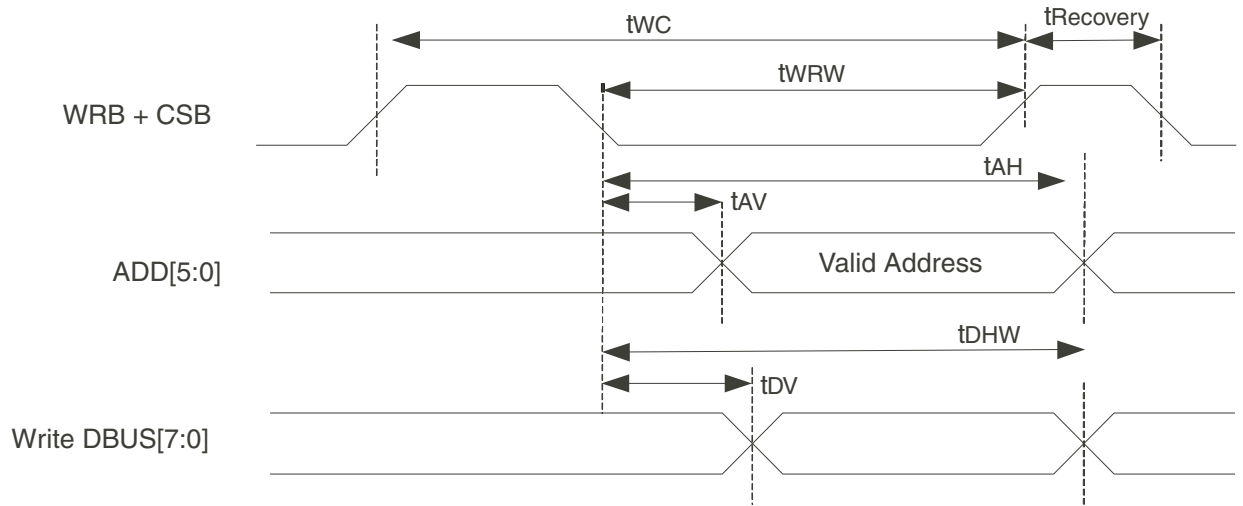 tWC
tRecovery
tWRW
WRB + CSB
tAH
tAV
ADD[5:0]
Valid Address
tDHW
tDV
Write DBUS[7:0]